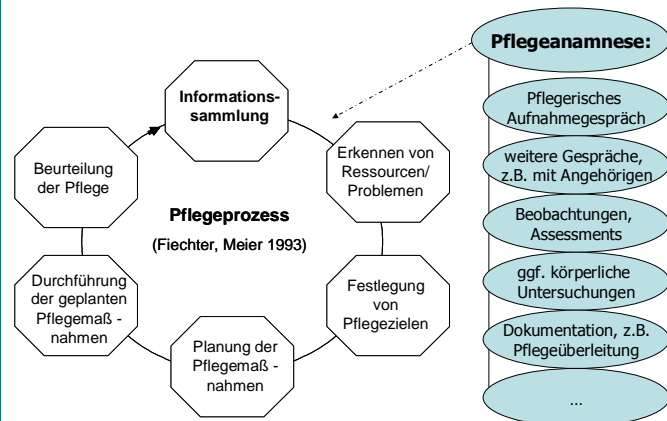 Informations-
sammlung
Erkennen von
Ressourcen/
Problemen
Festlegung
von
Pflegezielen
Planung der
Pflegemaß -
nahmen
Durchführung
der geplanten
Pflegemaß -
nahmen
Beurteilung
der Pflege
Pflegeprozess
(Fiechter, Meier 1993)
Pflegeanamnese:
Pflegerisches
Aufnahmegespräch
weitere Gespräche,
z.B. mit Angehörigen
Beobachtungen,
Assessments
ggf. körperliche
Untersuchungen
Dokumentation, z.B.
Pflegeüberleitung
...